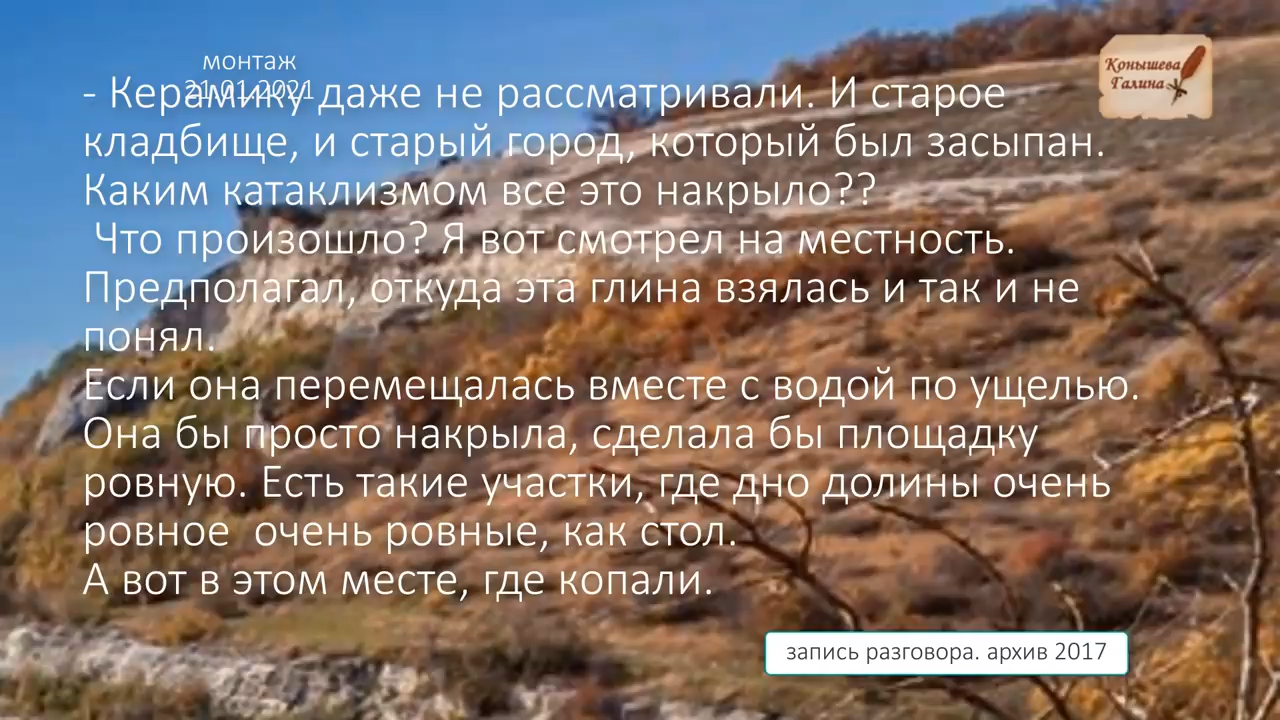 монтаж
21.01.2021
Конышева
Галина
- Керамику даже не рассматривали. И старое
кладбище, и старый город, который был засыпан.
Каким катаклизмом все это накрыло??
Что произошло? Я вот смотрел на местность.
Предполагал, откуда эта глина взялась и так и не
понял.
Если она перемещалась вместе с водой по ущелью.
Она бы просто накрыла, сделала бы площадку
ровную. Есть такие участки, где дно долины очень
ровное  очень ровные, как стол.
А вот в этом месте, где копали.
запись разговора. архив 2017